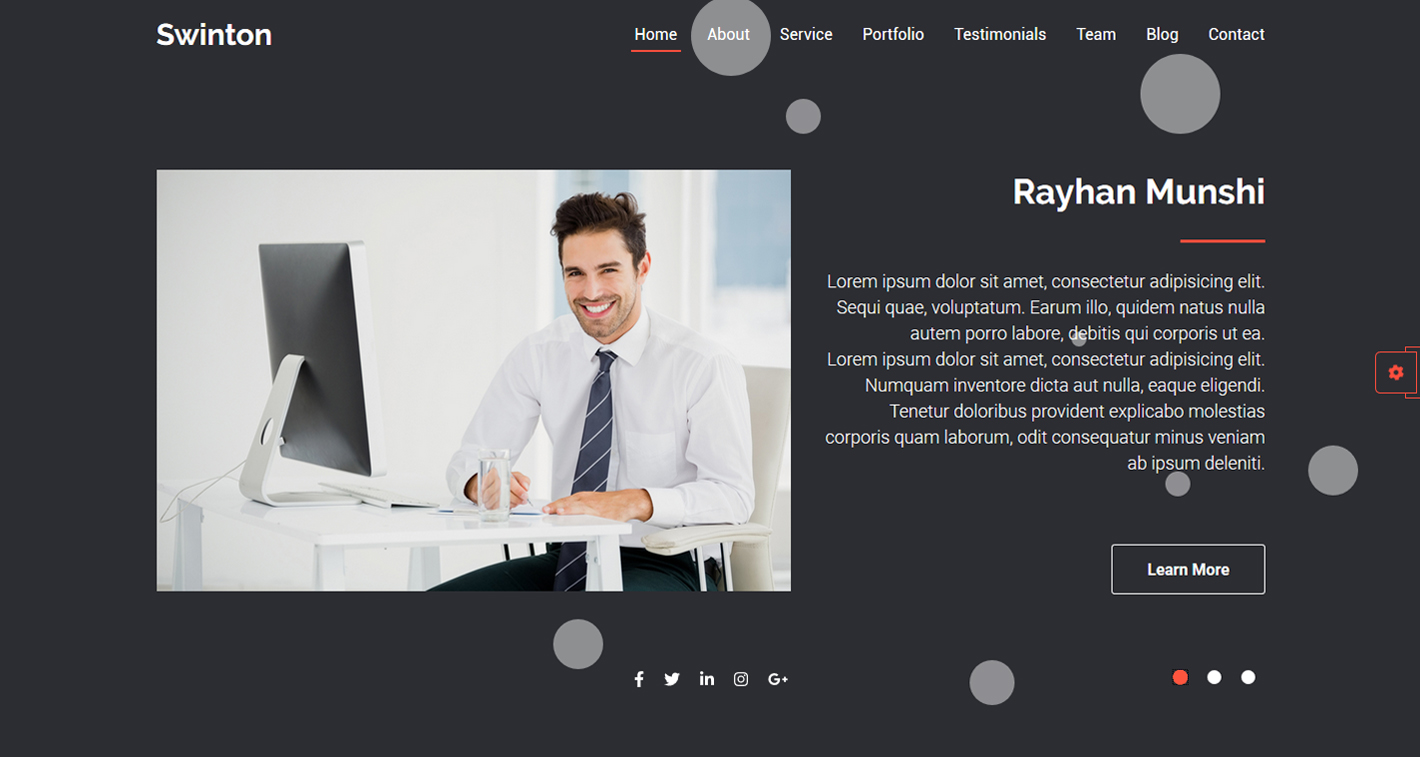 Swinton
Home About Service Portfolio Testimonials Team Blog Contact
Rayhan Munshi
Lorem ipsum dolor sit amet, consectetur adipisicing elit.
Sequi quae, voluptatum. Earum illo, quidem natus nulla
autem porro labore, debitis qui corporis ut ea.
Lorem ipsum dolor sit amet, consectetur adipisicing elit.
Numquam inventore dicta aut nulla, eaque eligendi.
Tenetur doloribus provident explicabo molestias
corporis quam laborum, odit consequatur minus veniam
ab ipsum deleniti.
Learn More